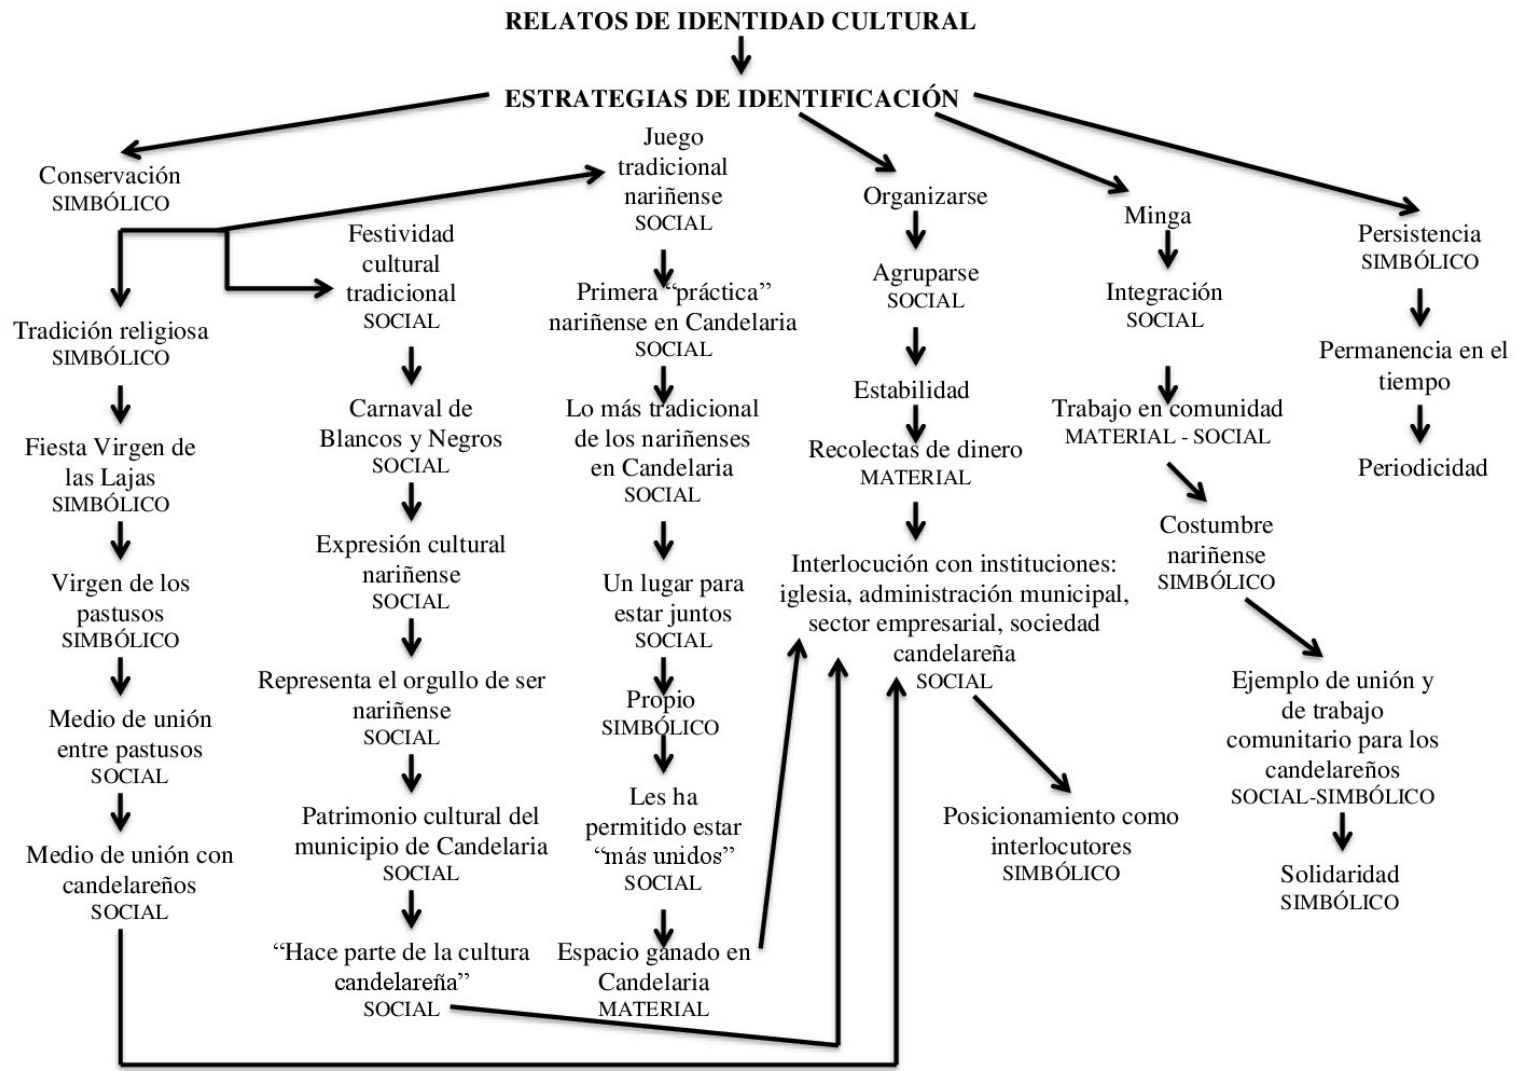 RELATOS DE IDENTIDAD CULTURAL
ESTRATEGIAS DE IDENTIFICACIÓN
Conservación
SIMBÓLICO
Tradición religiosa
SIMBÓLICO
Fiesta Virgen de
las Lajas
SIMBÓLICO
Virgen de los
pastusos
SIMBÓLICO
Medio de unión
entre pastusos
SOCIAL
Medio de unión con
candelareños
SOCIAL
Festividad
cultural
tradicional
SOCIAL
Carnaval de
Blancos y Negros
SOCIAL
Expresión cultural
nariñense
SOCIAL
Representa el orgullo de ser
nariñense
SOCIAL
Patrimonio cultural del
municipio de Candelaria
SOCIAL
“Hace parte de la cultura
candelareña”
SOCIAL
Juego
tradicional
nariñense
SOCIAL
Primera “práctica”
nariñense en Candelaria
SOCIAL
Lo más tradicional
de los nariñenses
en Candelaria
SOCIAL
Un lugar para
estar juntos
SOCIAL
Propio
SIMBÓLICO
Les ha
permitido estar
“más unidos”
SOCIAL
Espacio ganado en
Candelaria
MATERIAL
Organizarse
Agruparse
SOCIAL
Estabilidad
Recolectas de dinero
MATERIAL
Interlocución con instituciones:
iglesia, administración municipal,
sector empresarial, sociedad
candelareña
SOCIAL
Posicionamiento como
interlocutores
SIMBÓLICO
Minga
Integración
SOCIAL
Trabajo en comunidad
MATERIAL - SOCIAL
Costumbre
nariñense
SIMBÓLICO
Ejemplo de unión y
de trabajo
comunitario para los
candelareños
SOCIAL-SIMBÓLICO
Solidaridad
SIMBÓLICO
Persistencia
SIMBÓLICO
Permanencia en el
tiempo
Periodicidad